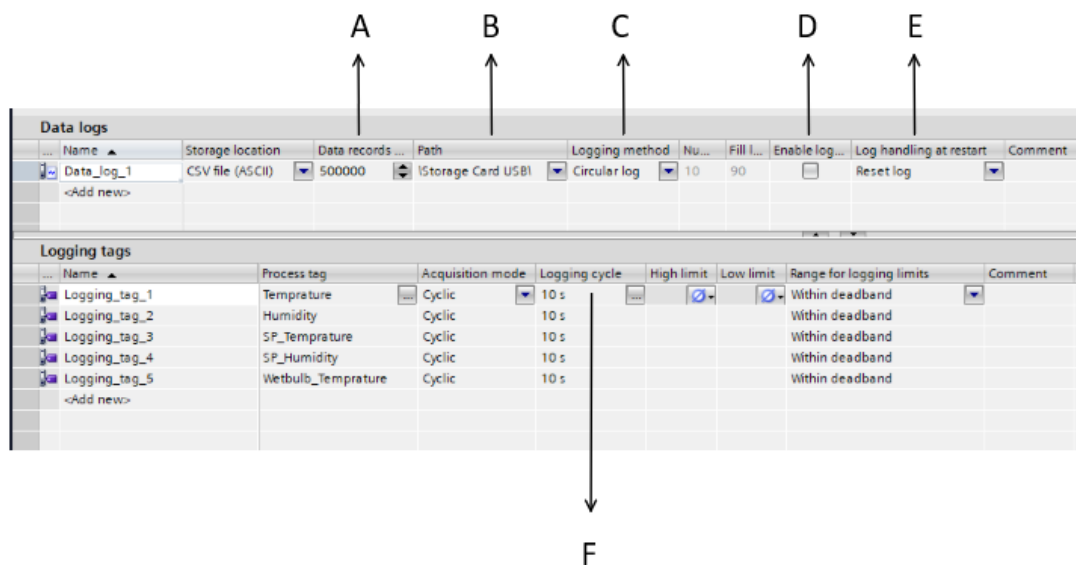 A B C D E
Data logs
... Name Storage location Data records ... Path Logging method Nu... Fill l... Enable log... Log handling at restart Comment
Data_log_1 CSV file (ASCII) 500000 \Storage Card USB\ Circular log 10 90 Reset log
<Add new>
Logging tags
... Name Process tag Acquisition mode Logging cycle High limit Low limit Range for logging limits Comment
Logging_tag_1 Temprature ... Cyclic 10 s ... Within deadband
Logging_tag_2 Humidity Cyclic 10 s Within deadband
Logging_tag_3 SP_Temprature Cyclic 10 s Within deadband
Logging_tag_4 SP_Humidity Cyclic 10 s Within deadband
Logging_tag_5 Wetbulb_Temprature Cyclic 10 s Within deadband
<Add new>
F